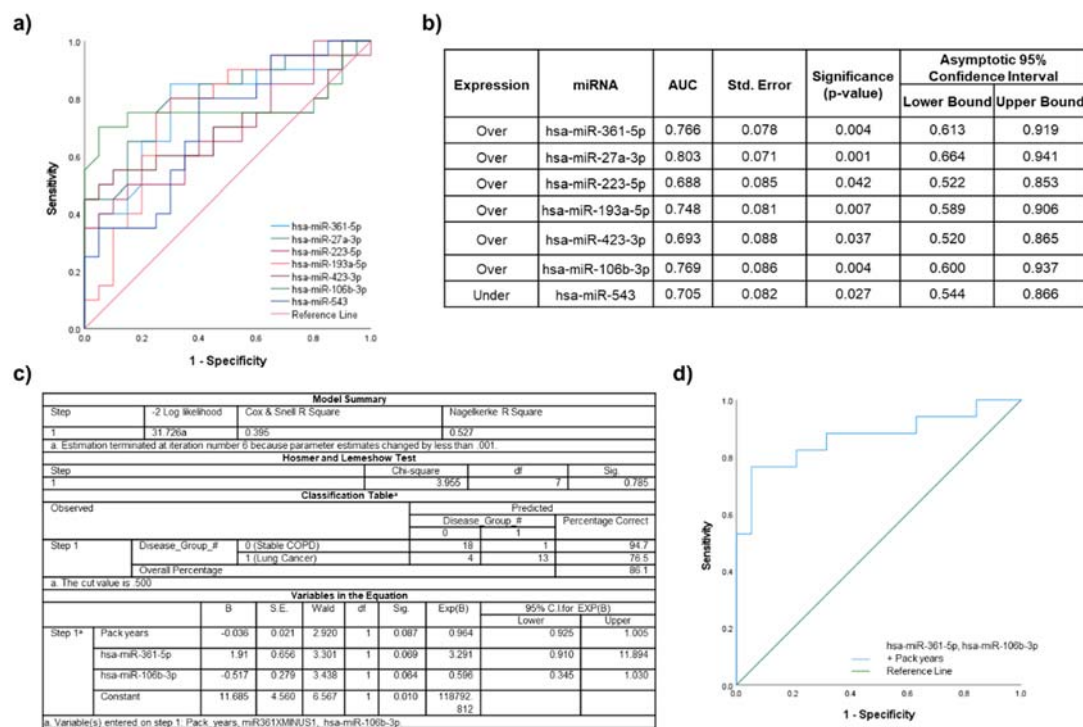 a)
1.0
0.8
0.6
0.4
0.2
0.0
Sensitivity
hsa-miR-361-5p
hsa-miR-27a-3p
hsa-miR-223-5p
hsa-miR-193a-5p
hsa-miR-423-3p
hsa-miR-106b-3p
hsa-miR-543
Reference Line
0.0 0.2 0.4 0.6 0.8 1.0
1 - Specificity
b)
Expression miRNA AUC Std. Error Significance (p-value) Asymptotic 95% Confidence Interval
Lower Bound Upper Bound
Over hsa-miR-361-5p 0.766 0.078 0.004 0.613 0.919
Over hsa-miR-27a-3p 0.803 0.071 0.001 0.664 0.941
Over hsa-miR-223-5p 0.688 0.085 0.042 0.522 0.853
Over hsa-miR-193a-5p 0.748 0.081 0.007 0.589 0.906
Over hsa-miR-423-3p 0.693 0.088 0.037 0.520 0.865
Over hsa-miR-106b-3p 0.769 0.086 0.004 0.600 0.937
Under hsa-miR-543 0.705 0.082 0.027 0.544 0.866
c)
Model Summary
Step -2 Log likelihood Cox & Snell R Square Nagelkerke R Square
1 31.726a 0.395 0.527
a. Estimation terminated at iteration number 6 because parameter estimates changed by less than .001.
Hosmer and Lemeshow Test
Step Chi-square df Sig.
1 3.955 7 0.785
Classification Tableª
Observed Predicted
Disease_Group_# Percentage Correct
0 1
Step 1 Disease_Group_# 0 (Stable COPD) 18 1 94.7
1 (Lung Cancer) 4 13 76.5
Overall Percentage 86.1
a. The cut value is .500
Variables in the Equation
B S.E. Wald df Sig. Exp(B) 95% C.I.for EXP(B)
Lower Upper
Step 1ª Pack years -0.036 0.021 2.920 1 0.087 0.964 0.925 1.005
hsa-miR-361-5p 1.91 0.656 3.301 1 0.069 3.291 0.910 11.894
hsa-miR-106b-3p -0.517 0.279 3.438 1 0.064 0.596 0.345 1.030
Constant 11.685 4.560 6.567 1 0.010 118792.
812
a. Variable(s) entered on step 1: Pack_years, miR361XMINUS1, hsa-miR-106b-3p.
d)
1.0
0.8
0.6
0.4
0.2
0.0
Sensitivity
hsa-miR-361-5p, hsa-miR-106b-3p
+ Pack years
Reference Line
0.0 0.2 0.4 0.6 0.8 1.0
1 - Specificity